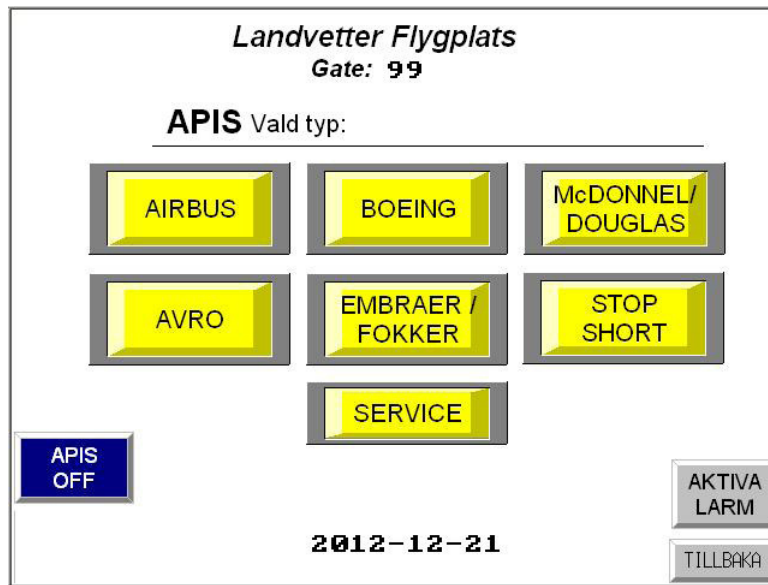 Landvetter Flygplats
Gate: 99
APIS Vald typ:
AIRBUS
BOEING
McDONNEL/
DOUGLAS
AVRO
EMBRAER /
FOKKER
STOP
SHORT
SERVICE
APIS
OFF
AKTIVA
LARM
2012-12-21
TILLBAKA